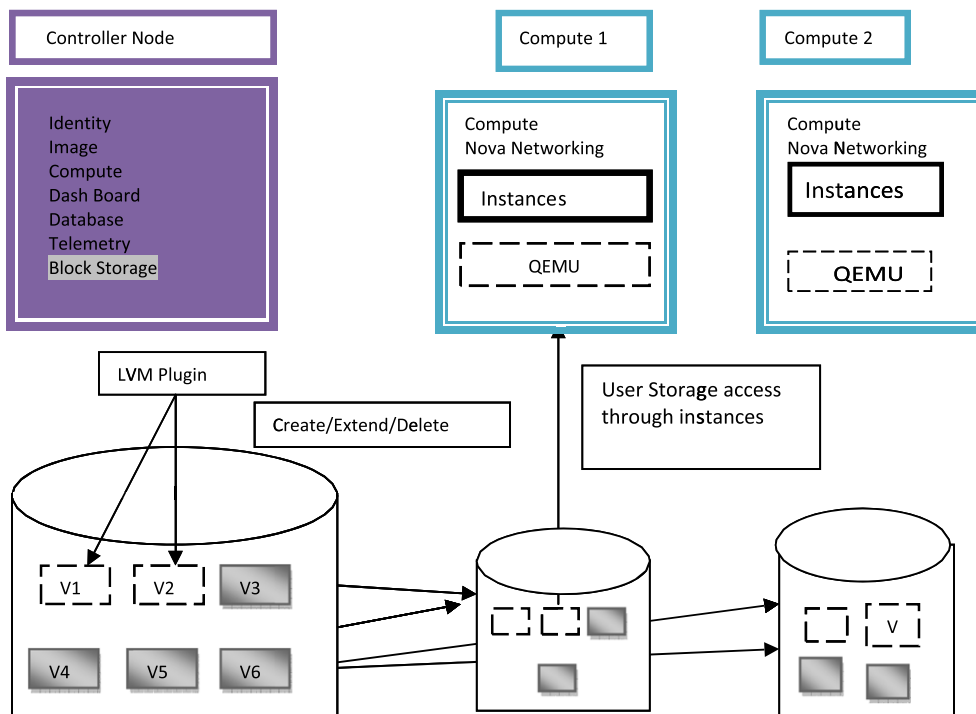 Controller Node
Compute 1
Compute 2
Identity
Image
Compute
Dash Board
Database
Telemetry
Block Storage
Compute
Nova Networking
Instances
QEMU
Compute
Nova Networking
Instances
QEMU
LVM Plugin
Create/Extend/Delete
User Storage access
through instances
V1
V2
V3
V4
V5
V6
V